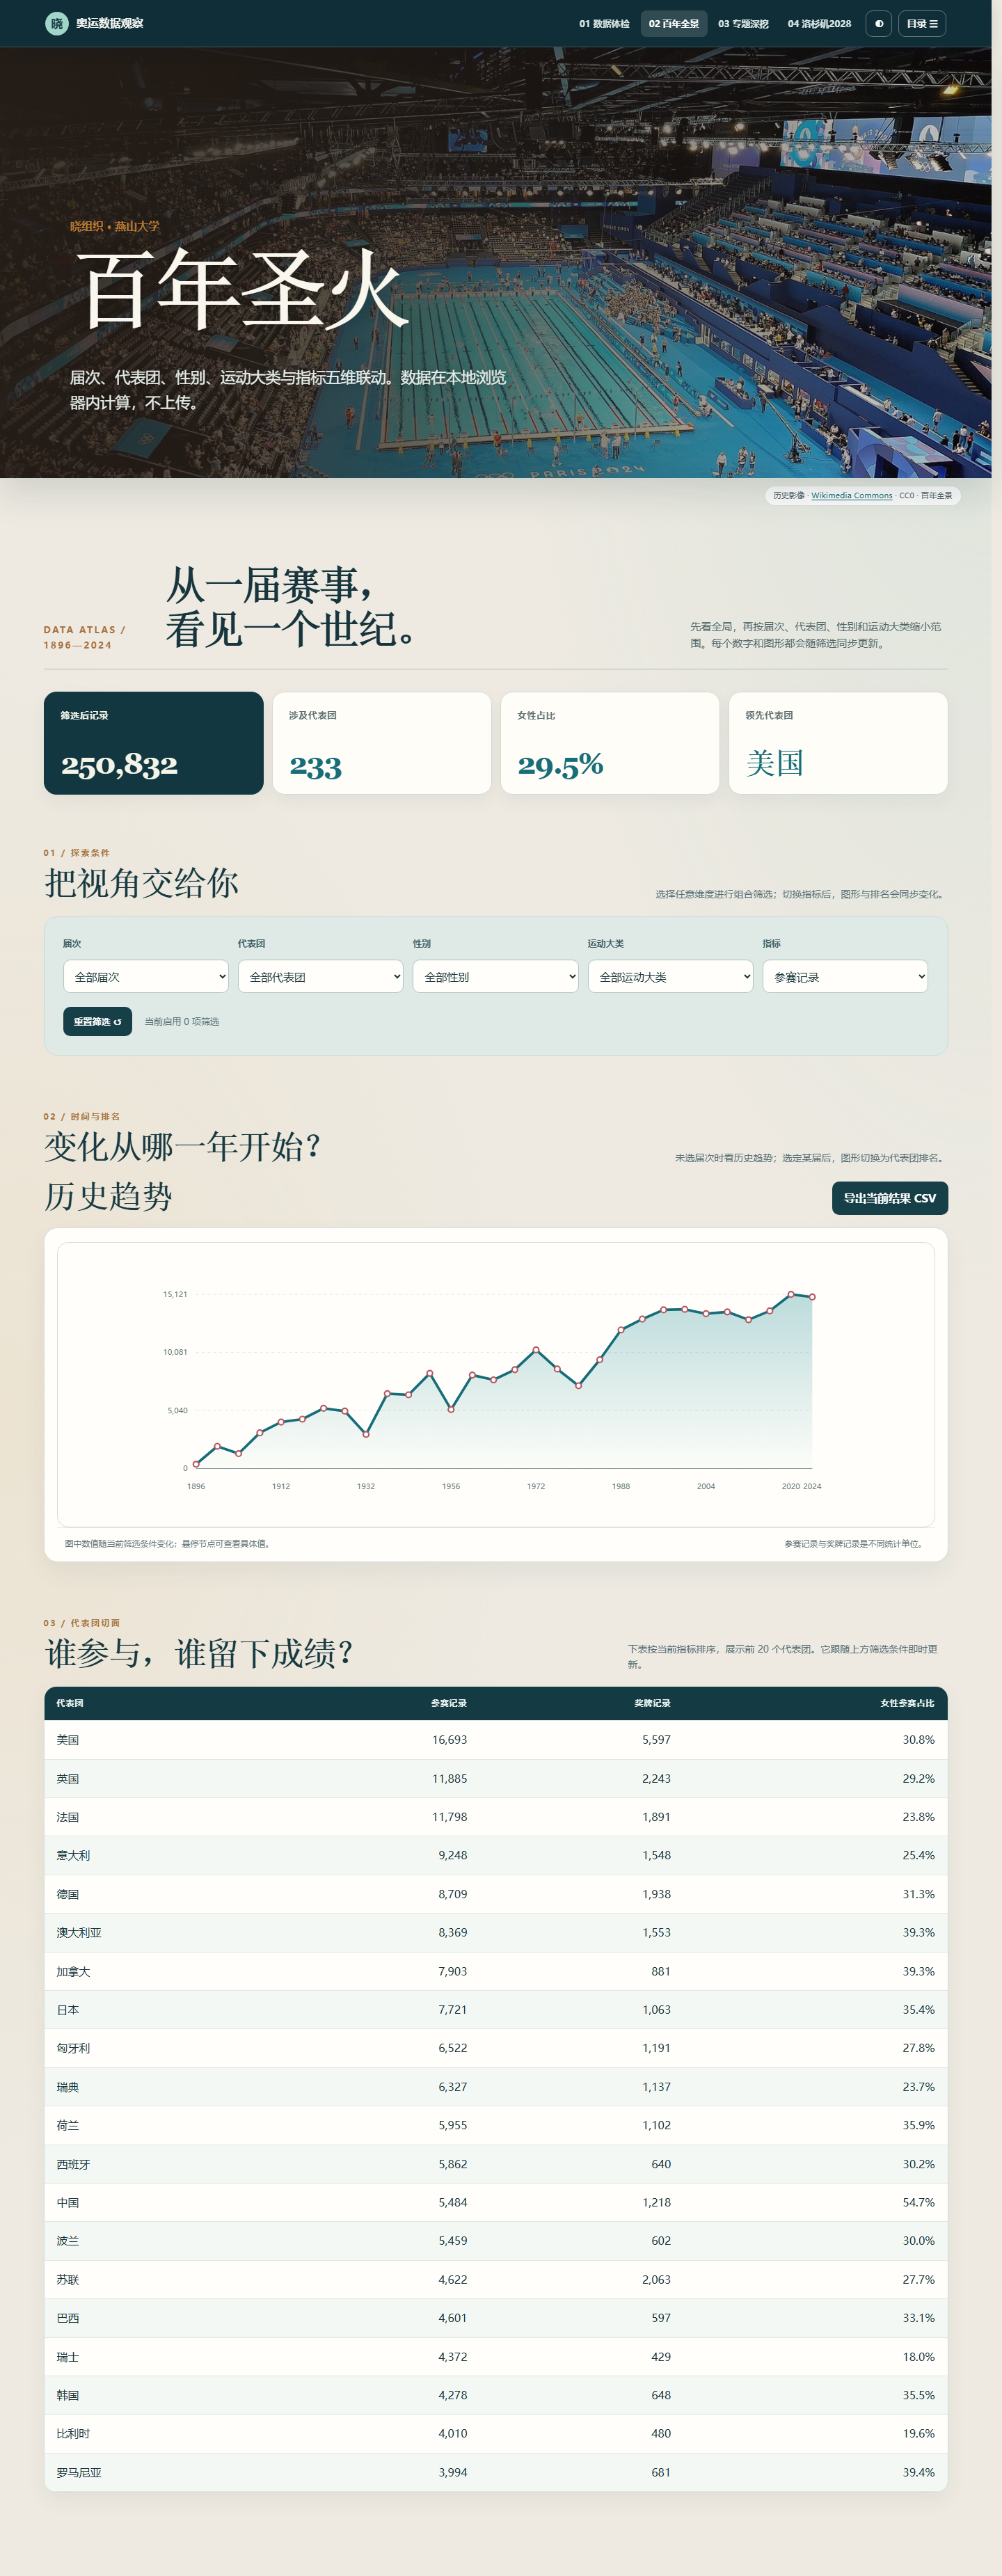 晓 奥运数据观察 01 数据体检 02 百年全景 03 专题深挖 04 洛杉矶2028 目录 ☰
晓组织 • 燕山大学
百年圣火
届次、代表团、性别、运动大类与指标五维联动。数据在本地浏览
器内计算，不上传。
PARIS 2024
历史影像 · Wikimedia Commons · CC0 · 百年全景
从一届赛事，
看见一个世纪。
DATA ATLAS /
1896—2024
先看全局，再按届次、代表团、性别和运动大类缩小范
围。每个数字和图形都会随筛选同步更新。
筛选后记录
250,832
涉及代表团
233
女性占比
29.5%
领先代表团
美国
01 / 探索条件
把视角交给你
选择任意维度进行组合筛选；切换指标后，图形与排名会同步变化。
届次 代表团 性别 运动大类 指标
全部届次 全部代表团 全部性别 全部运动大类 参赛记录
重置筛选 ↺ 当前启用 0 项筛选
02 / 时间与排名
变化从哪一年开始？
未选届次时看历史趋势；选定某届后，图形切换为代表团排名。
历史趋势
导出当前结果 CSV
15,121
10,081
5,040
0
1896 1912 1932 1956 1972 1988 2004 2020 2024
图中数值随当前筛选条件变化；悬停节点可查看具体值。
参赛记录与奖牌记录是不同统计单位。
03 / 代表团切面
谁参与，谁留下成绩？
下表按当前指标排序，展示前 20 个代表团。它跟随上方筛选条件即时更
新。
代表团 参赛记录 奖牌记录 女性参赛占比
美国 16,693 5,597 30.8%
英国 11,885 2,243 29.2%
法国 11,798 1,891 23.8%
意大利 9,248 1,548 25.4%
德国 8,709 1,938 31.3%
澳大利亚 8,369 1,553 39.3%
加拿大 7,903 881 39.3%
日本 7,721 1,063 35.4%
匈牙利 6,522 1,191 27.8%
瑞典 6,327 1,137 23.7%
荷兰 5,955 1,102 35.9%
西班牙 5,862 640 30.2%
中国 5,484 1,218 54.7%
波兰 5,459 602 30.0%
苏联 4,622 2,063 27.7%
巴西 4,601 597 33.1%
瑞士 4,372 429 18.0%
韩国 4,278 648 35.5%
比利时 4,010 480 19.6%
罗马尼亚 3,994 681 39.4%